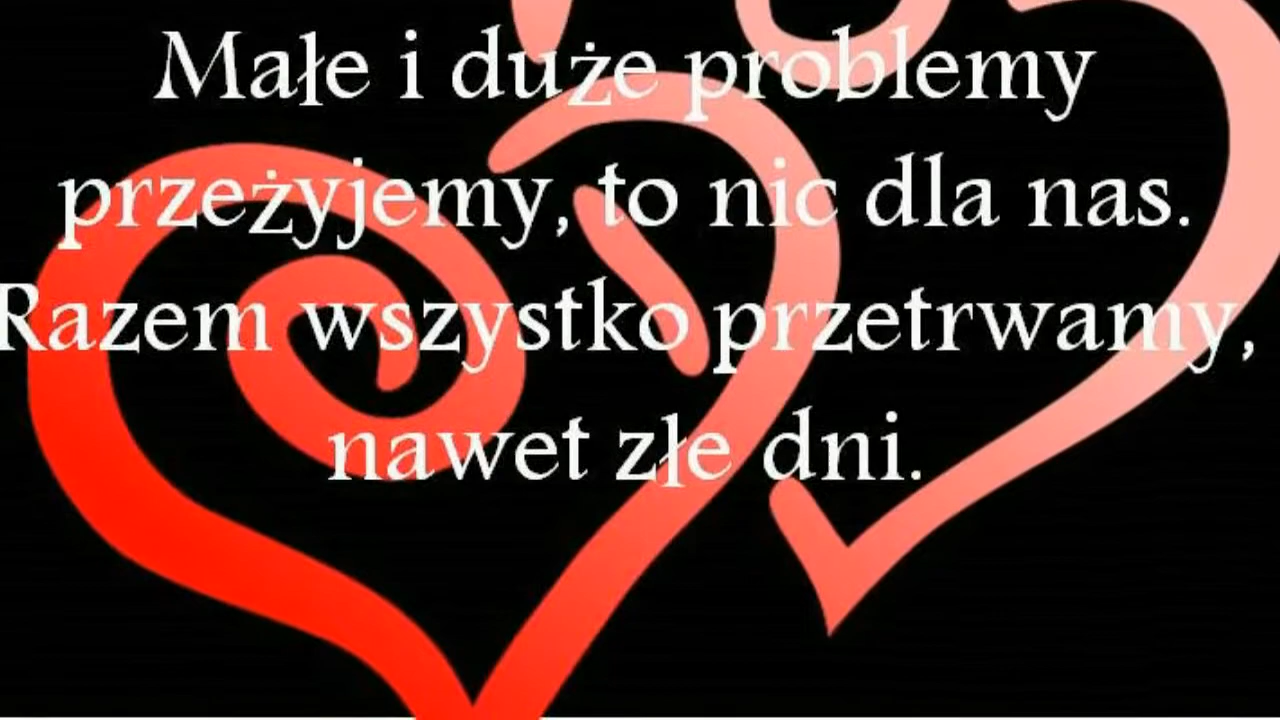 Małe i duże problemy
przeżyjemy, to nic dla nas.
Razem wszystko przetrwamy,
nawet złe dni.